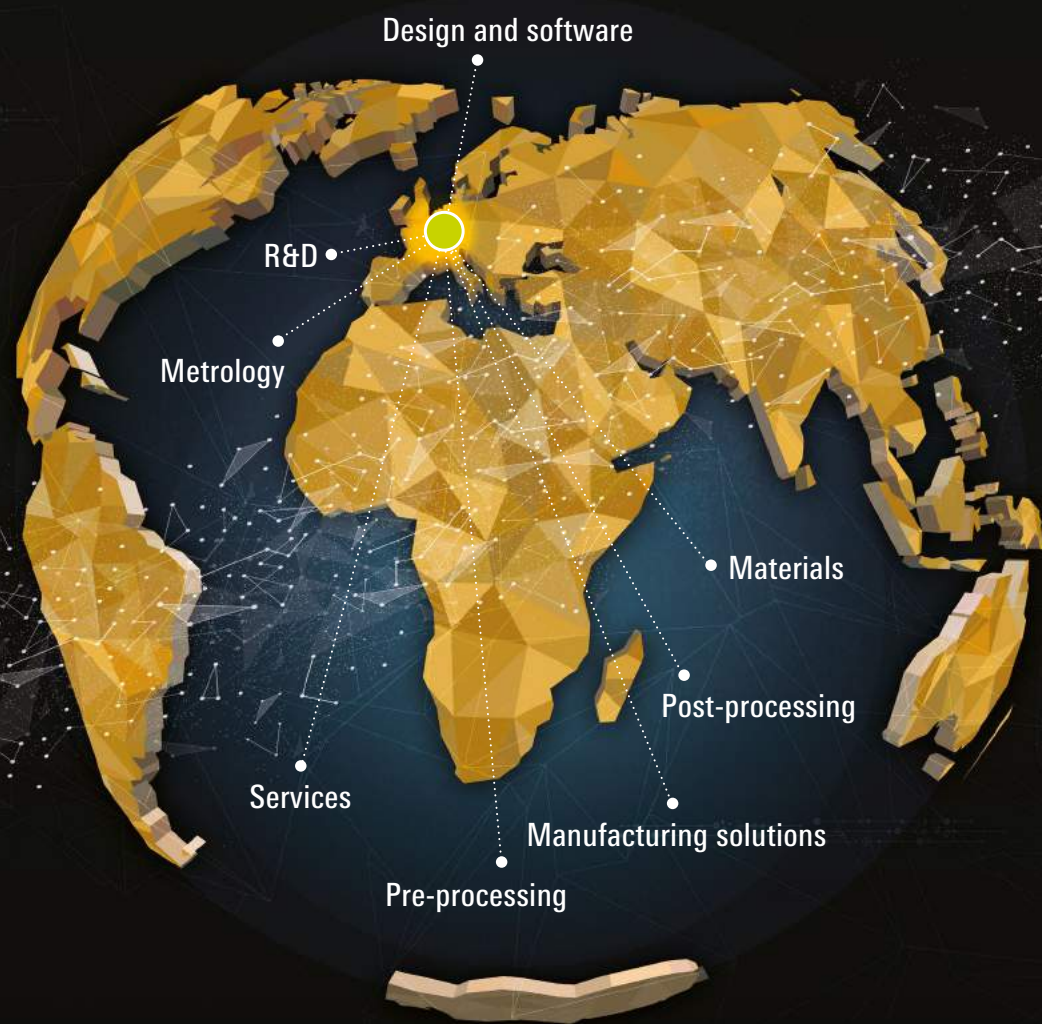 Design and software
R&D
Metrology
Materials
Post-processing
Services
Manufacturing solutions
Pre-processing